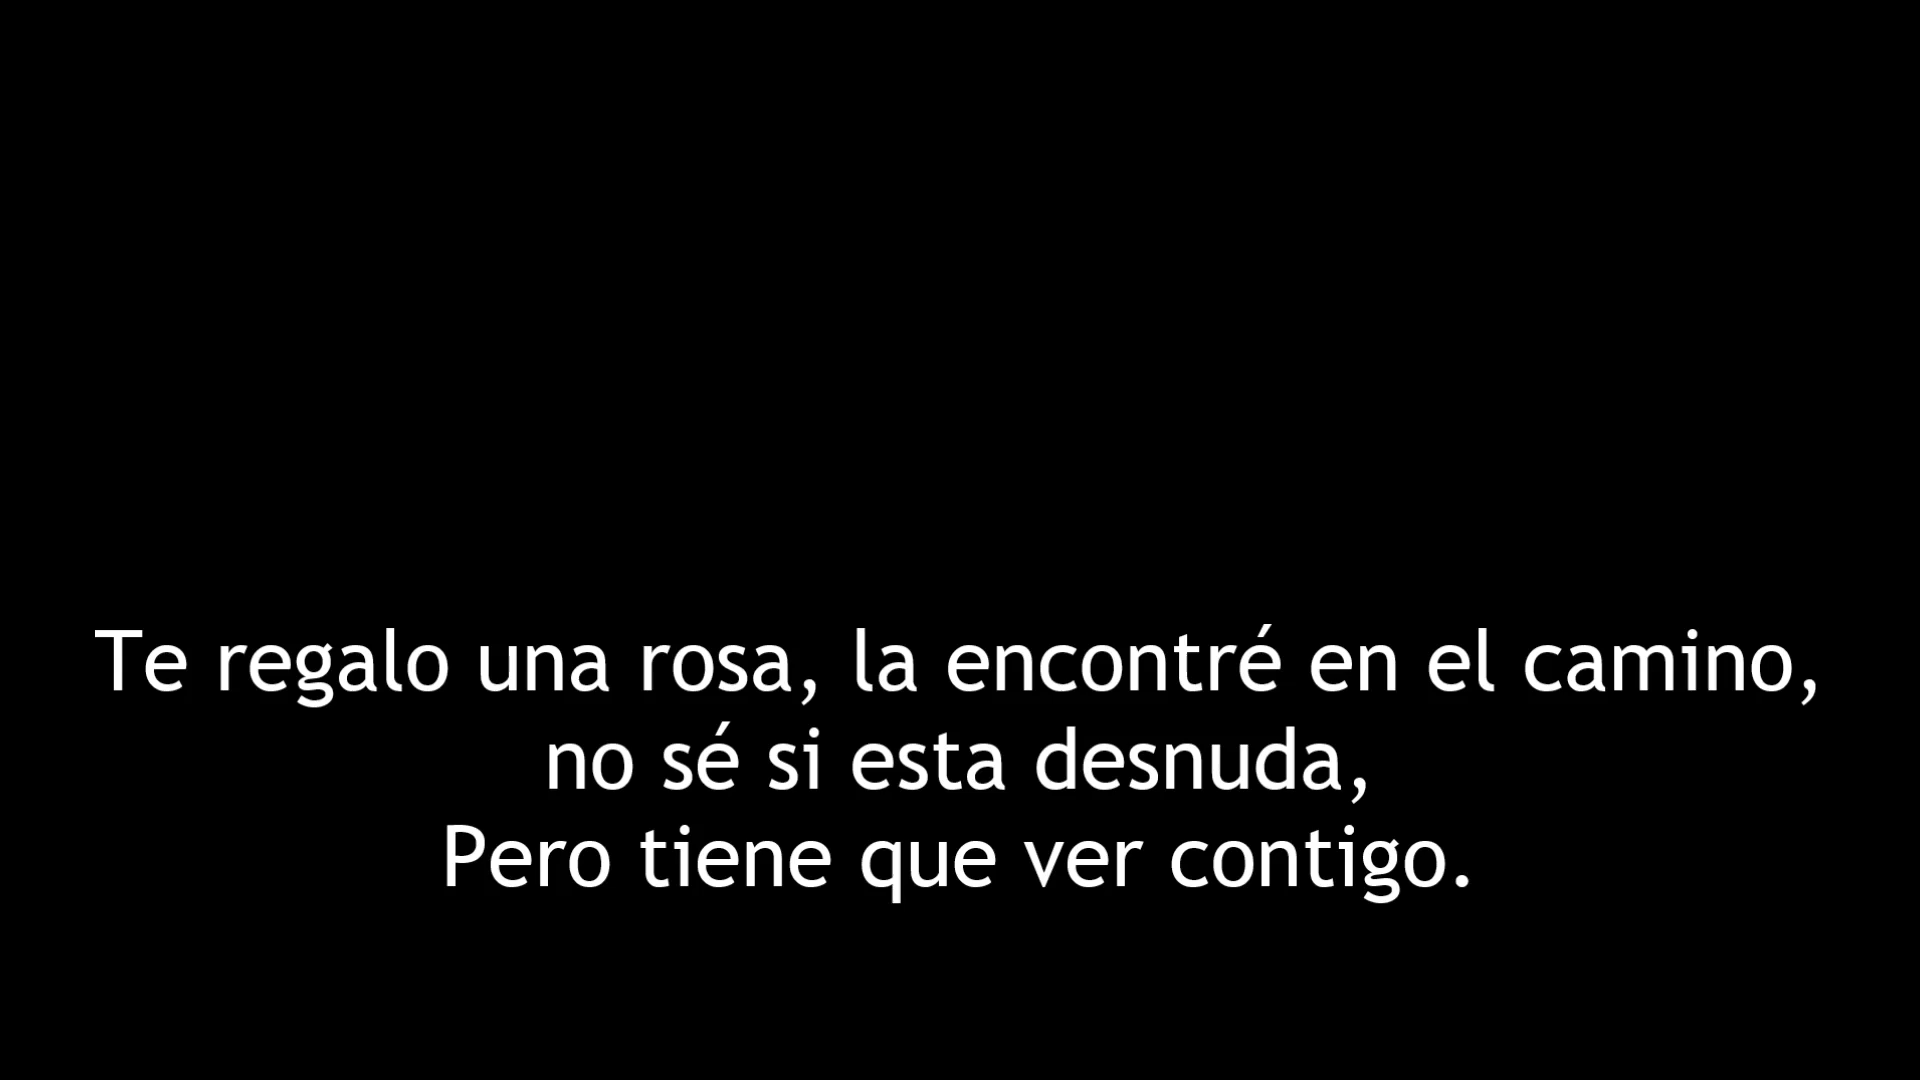 Te regalo una rosa, la encontré en el camino,
no sé si esta desnuda,
Pero tiene que ver contigo.